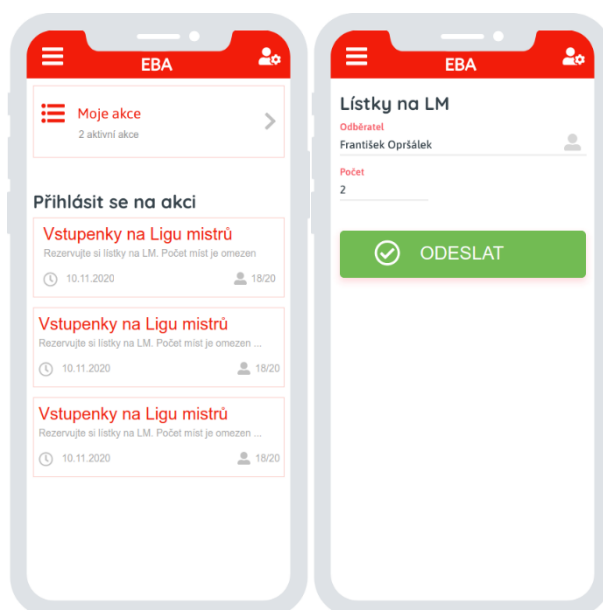 EBA
Moje akce
2 aktivní akce
Přihlásit se na akci
Vstupenky na Ligu mistrů
Rezervujte si lístky na LM. Počet míst je omezen
10.11.2020 18/20
Vstupenky na Ligu mistrů
Rezervujte si lístky na LM. Počet míst je omezen ...
10.11.2020 18/20
Vstupenky na Ligu mistrů
Rezervujte si lístky na LM. Počet míst je omezen ...
10.11.2020 18/20
EBA
Lístky na LM
Odběratel
František Opršálek
Počet
2
ODESLAT